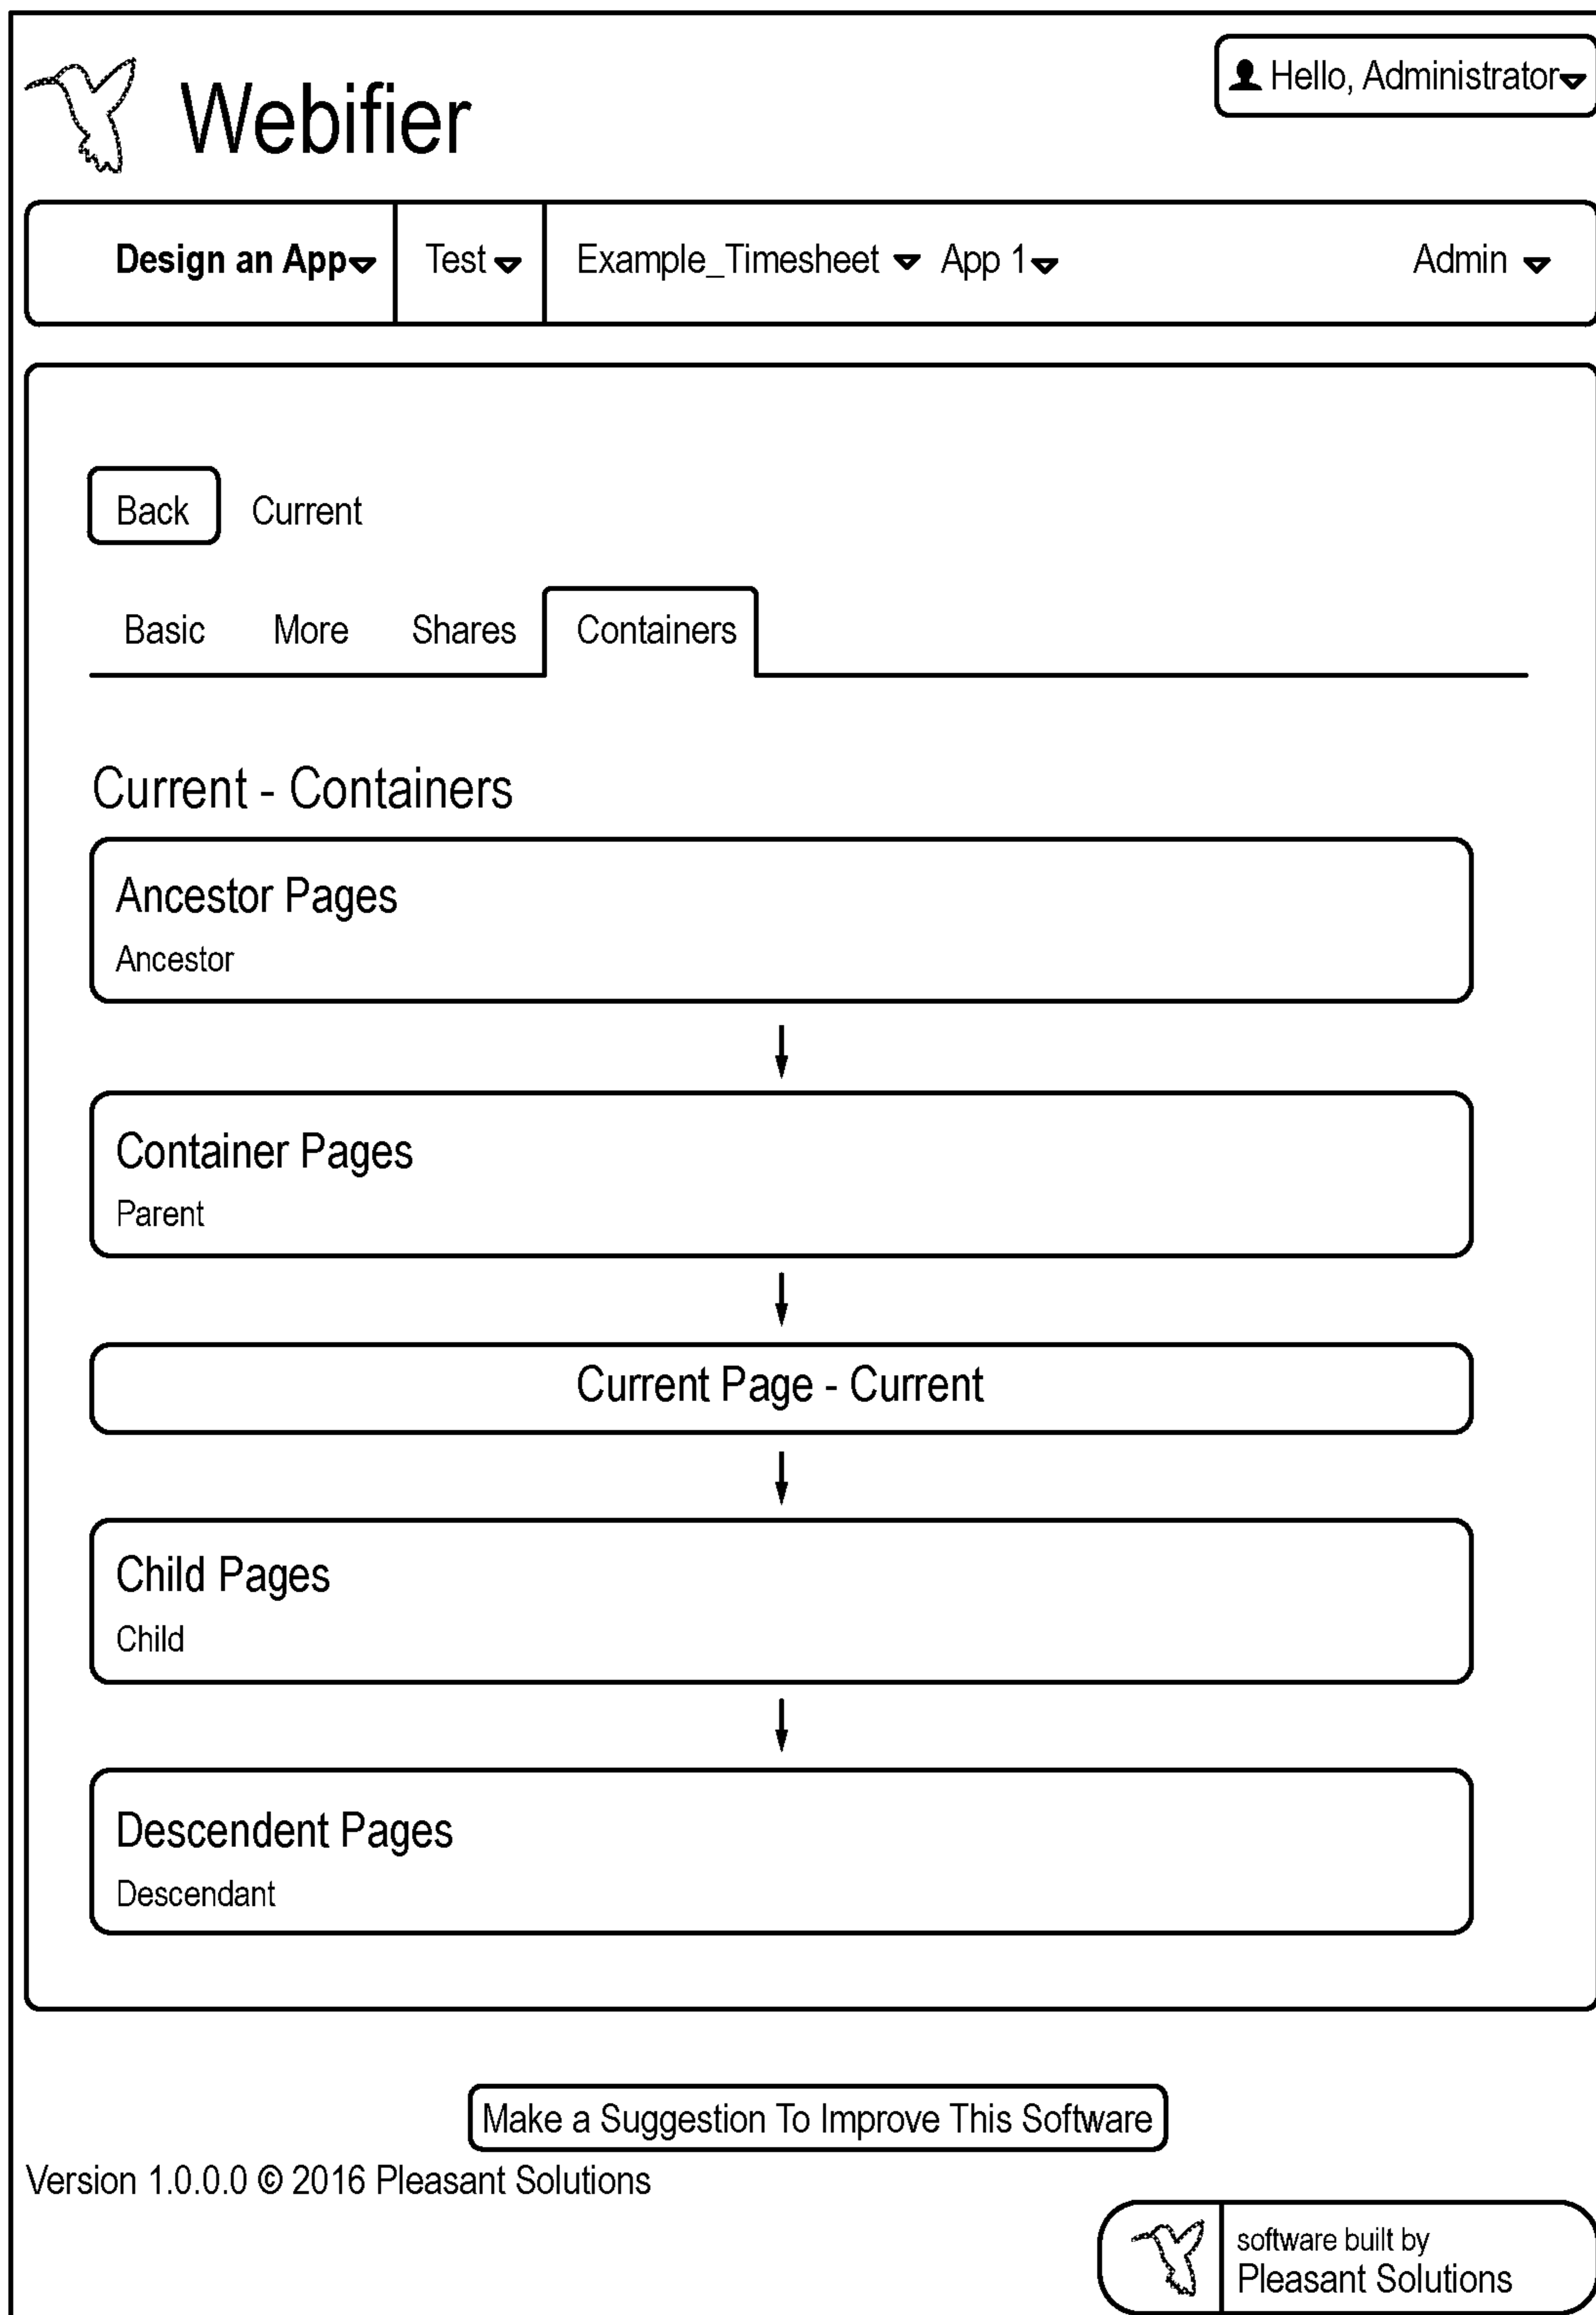 Webifier
Hello, Administrator
Design an App Test Example_Timesheet App 1 Admin
Back Current
Basic More Shares Containers
Current - Containers
Ancestor Pages
Ancestor
Container Pages
Parent
Current Page - Current
Child Pages
Child
Descendent Pages
Descendant
Make a Suggestion To Improve This Software
Version 1.0.0.0 © 2016 Pleasant Solutions
software built by
Pleasant Solutions